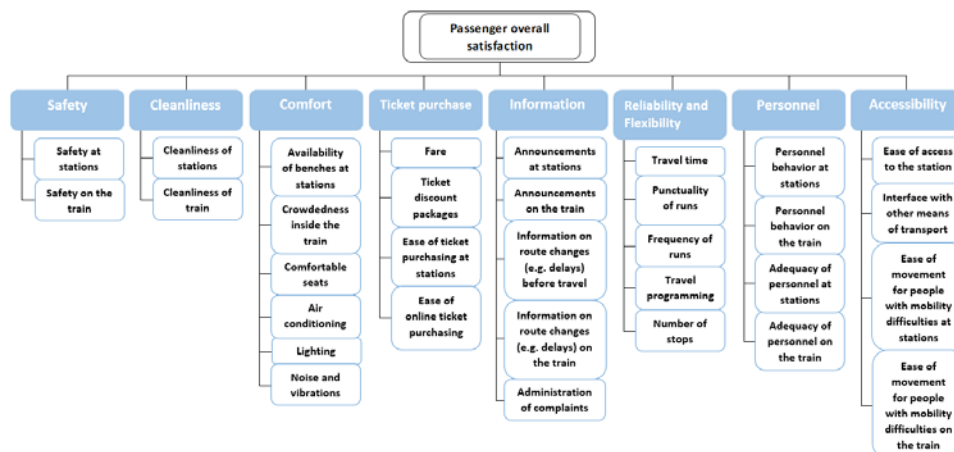 Passenger overall
satisfaction
Safety
Safety at
stations
Safety on the
train
Cleanliness
Cleanliness of
stations
Cleanliness of
train
Comfort
Availability
of benches at
stations
Crowdedness
inside the
train
Comfortable
seats
Air
conditioning
Lighting
Noise and
vibrations
Ticket purchase
Fare
Ticket
discount
packages
Ease of ticket
purchasing at
stations
Ease of
online ticket
purchasing
Information
Announcements
at stations
Announcements
on the train
Information on
route changes
(e.g. delays)
before travel
Information on
route changes
(e.g. delays) on
the train
Administration
of complaints
Reliability and
Flexibility
Travel time
Punctuality
of runs
Frequency of
runs
Travel
programming
Number of
stops
Personnel
Personnel
behavior at
stations
Personnel
behavior on
the train
Adequacy of
personnel at
stations
Adequacy of
personnel on
the train
Accessibility
Ease of access
to the station
Interface with
other means
of transport
Ease of
movement
for people
with mobility
difficulties at
stations
Ease of
movement
for people
with mobility
difficulties on
the train